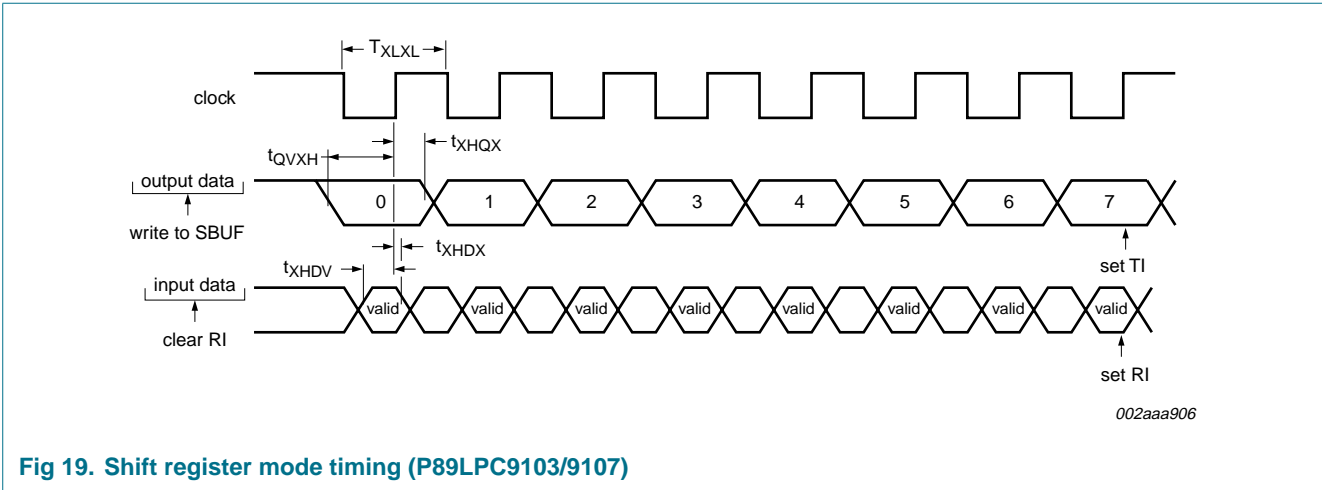 TXLXL
clock
tQVXH
tXHQX
output data
0 1 2 3 4 5 6 7
write to SBUF
tXHDX
set TI
tXHDV
input data
valid valid valid valid valid valid valid valid
clear RI
set RI
002aaa906
Fig 19. Shift register mode timing (P89LPC9103/9107)